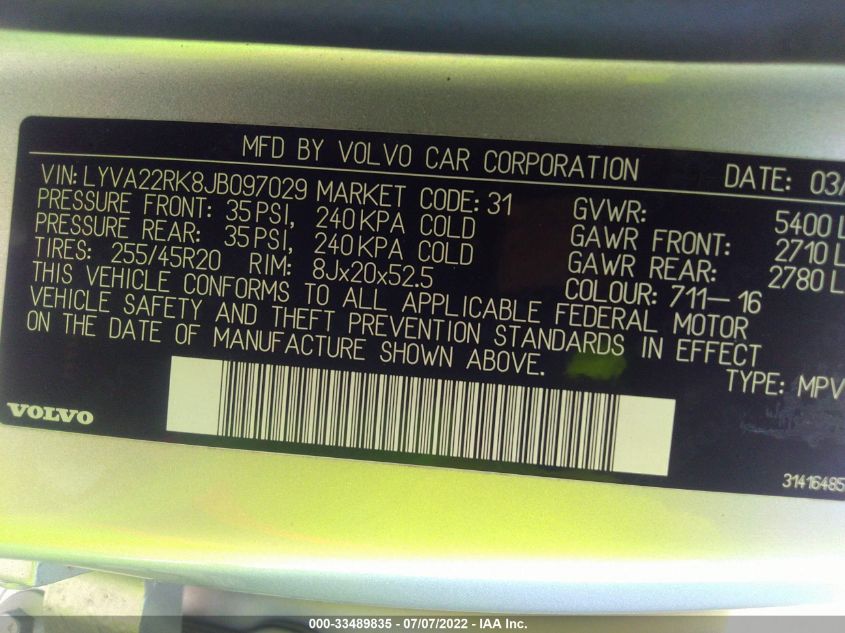 MFD BY VOLVO CAR CORPORATION DATE: 03/
VIN: LYVA22RK8JB097029 MARKET CODE: 31 GVWR: 5400 L
PRESSURE FRONT: 35 PSI, 240 KPA COLD GAWR FRONT: 2710 L
PRESSURE REAR: 35 PSI, 240 KPA COLD GAWR REAR: 2780 L
TIRES: 255/45R20 RIM: 8Jx20x52.5 COLOUR: 711-16
THIS VEHICLE CONFORMS TO ALL APPLICABLE FEDERAL MOTOR
VEHICLE SAFETY AND THEFT PREVENTION STANDARDS IN EFFECT
ON THE DATE OF MANUFACTURE SHOWN ABOVE.
TYPE: MPV
VOLVO
31416485
000-33489835 - 07/07/2022 - IAA Inc.